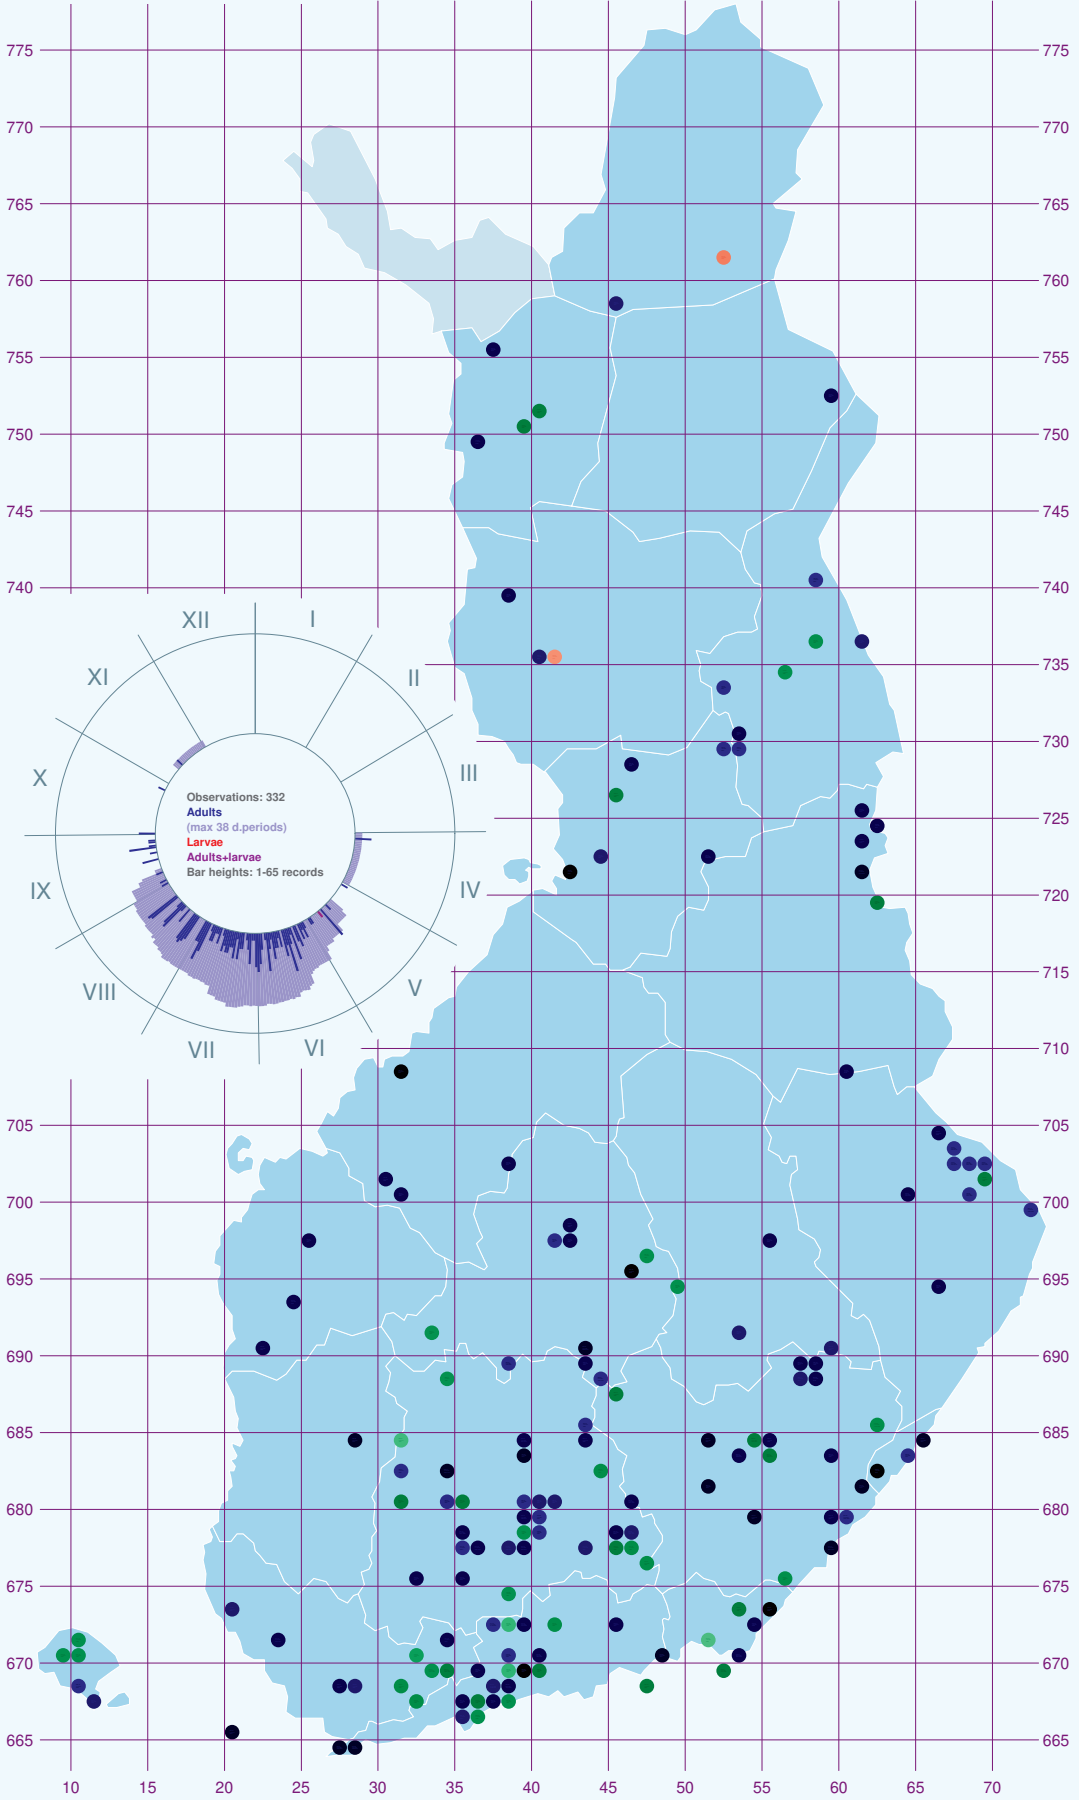 775 775
770 770
765 765
760 760
755 755
750 750
745 745
740 740
XII I
XI II
735 735
730 730
X III
Observations: 332
Adults
(max 38 d.periods)
Larvae
Adults+larvae
Bar heights: 1-65 records
725 725
IX IV
720 720
VIII V
715 715
VII VI
710 710
705 705
700 700
695 695
690 690
685 685
680 680
675 675
670 670
665 665
10 15 20 25 30 35 40 45 50 55 60 65 70